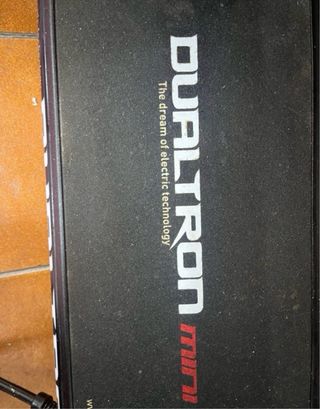 DUALTRON mini
The dream of electric technology